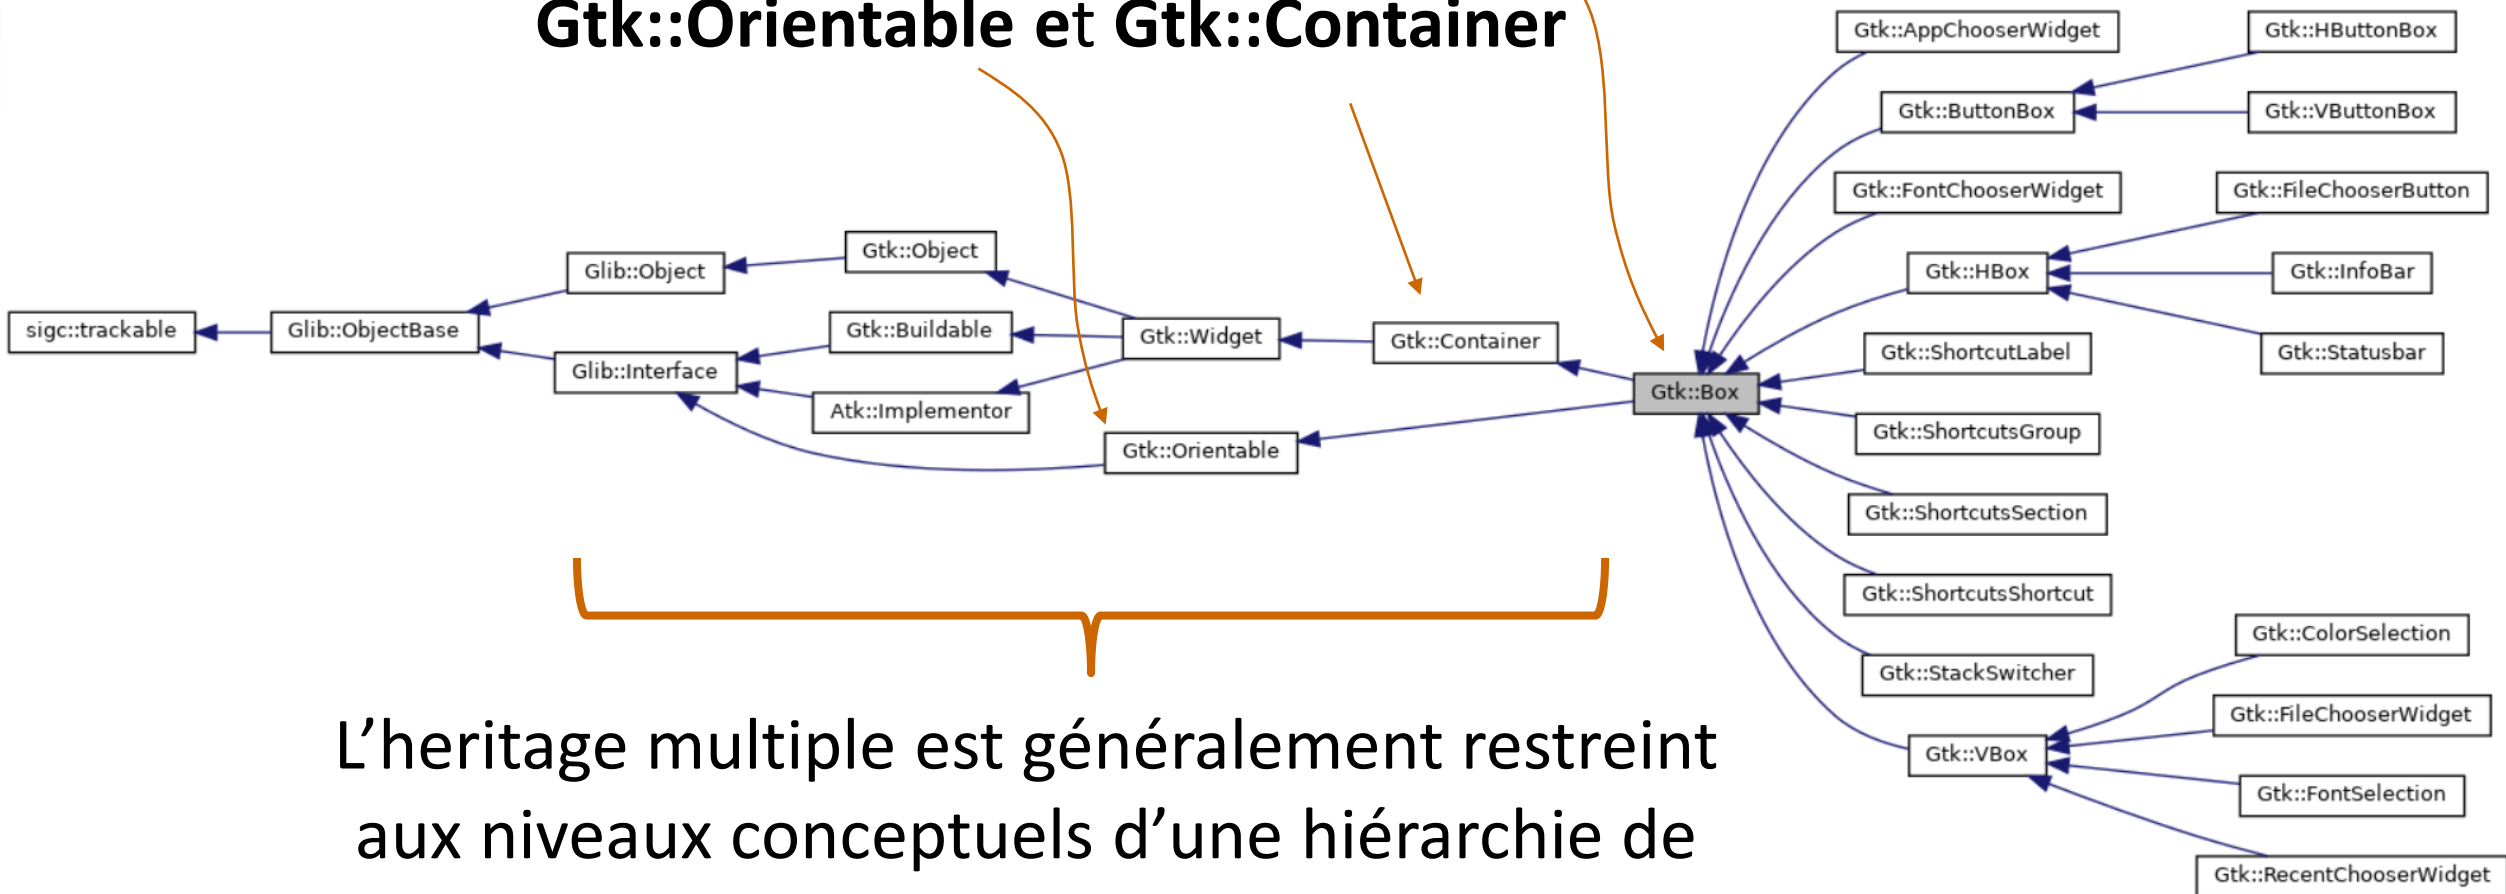 Gtk::Orientable et Gtk::Container
Gtk::AppChooserWidget
Gtk::HButtonBox
Gtk::ButtonBox
Gtk::VButtonBox
Gtk::FontChooserWidget
Gtk::FileChooserButton
Gtk::HBox
Gtk::InfoBar
Gtk::Object
Glib::Object
sigc::trackable
Glib::ObjectBase
Gtk::Buildable
Gtk::Widget
Gtk::Container
Gtk::ShortcutLabel
Gtk::Statusbar
Glib::Interface
Gtk::Box
Atk::Implementor
Gtk::ShortcutsGroup
Gtk::Orientable
Gtk::ShortcutsSection
Gtk::ShortcutsShortcut
Gtk::ColorSelection
Gtk::StackSwitcher
Gtk::FileChooserWidget
Gtk::VBox
Gtk::FontSelection
Gtk::RecentChooserWidget
L’heritage multiple est généralement restreint
aux niveaux conceptuels d’une hiérarchie de